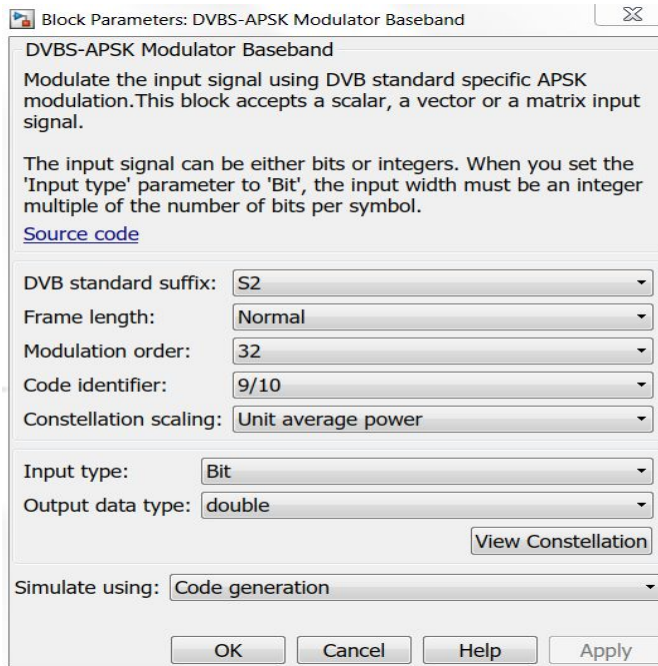 Block Parameters: DVBS-APSK Modulator Baseband
DVBS-APSK Modulator Baseband
Modulate the input signal using DVB standard specific APSK
modulation.This block accepts a scalar, a vector or a matrix input
signal.
The input signal can be either bits or integers. When you set the
'Input type' parameter to 'Bit', the input width must be an integer
multiple of the number of bits per symbol.
Source code
DVB standard suffix: S2
Frame length: Normal
Modulation order: 32
Code identifier: 9/10
Constellation scaling: Unit average power
Input type: Bit
Output data type: double
View Constellation
Simulate using: Code generation
OK Cancel Help Apply